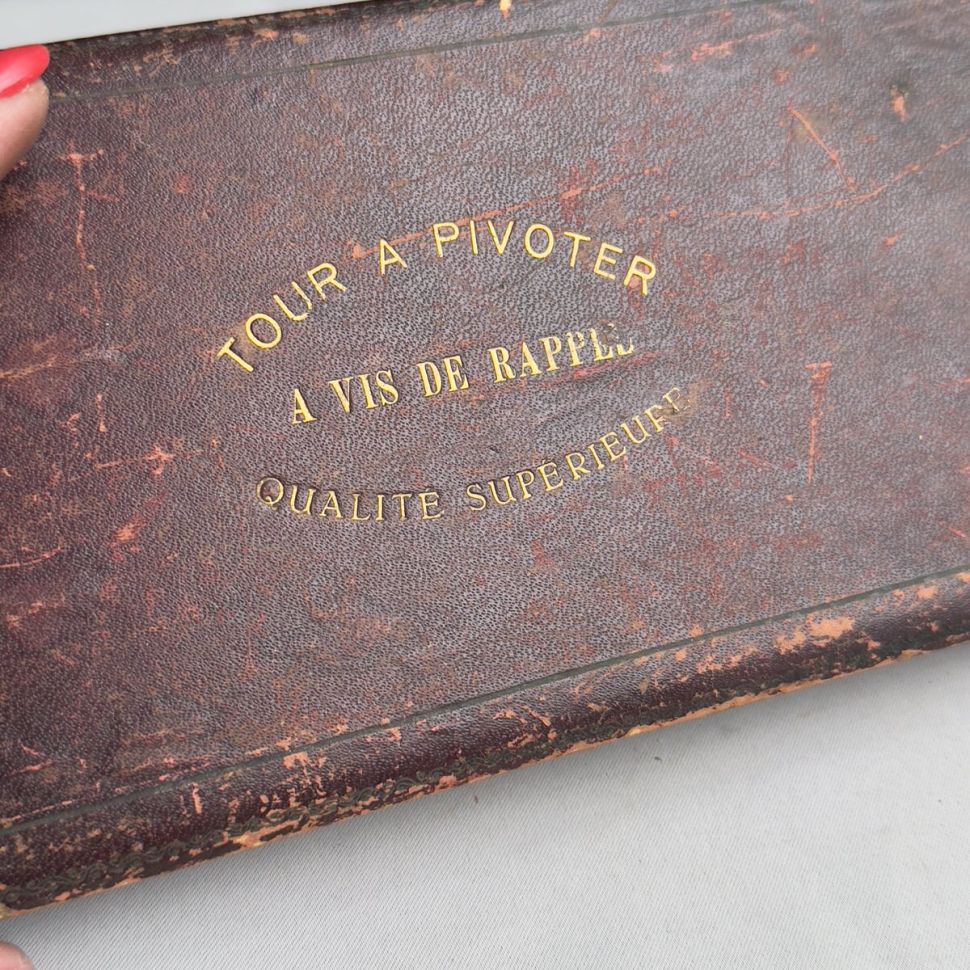 TOUR A PIVOTER
A VIS DE RAPPEL
QUALITE SUPERIEURE